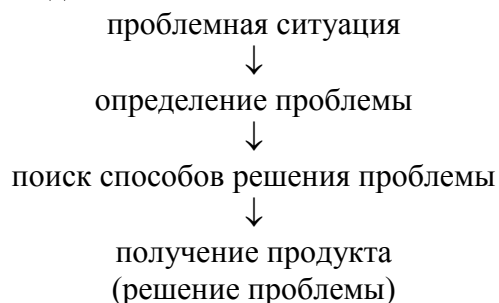 проблемная ситуация
↓
определение проблемы
↓
поиск способов решения проблемы
↓
получение продукта
(решение проблемы)